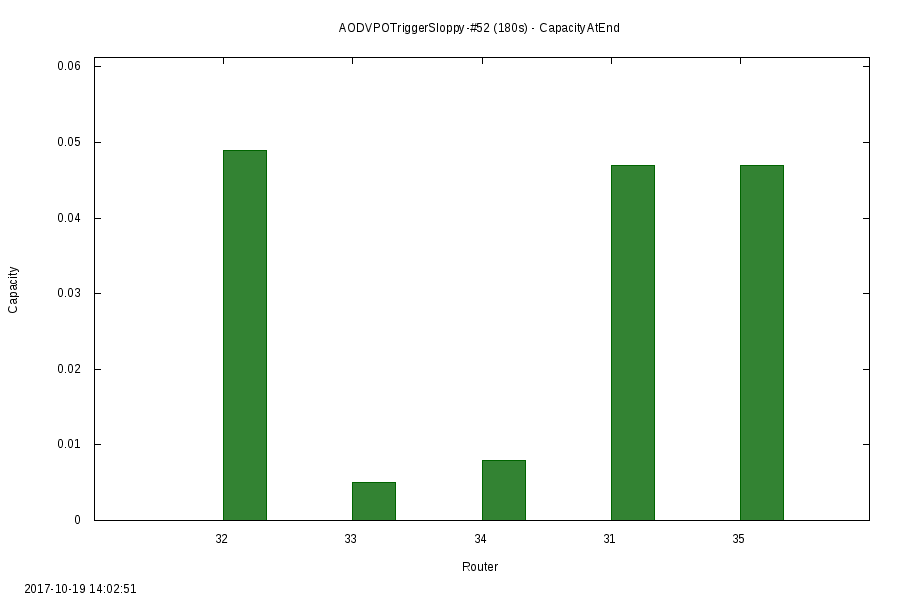 AODVPOTriggerSloppy-#52 (180s) - CapacityAtEnd
0.06
0.05
0.04
0.03
0.02
0.01
0
Capacity
32 33 34 31 35
Router
2017-10-19 14:02:51